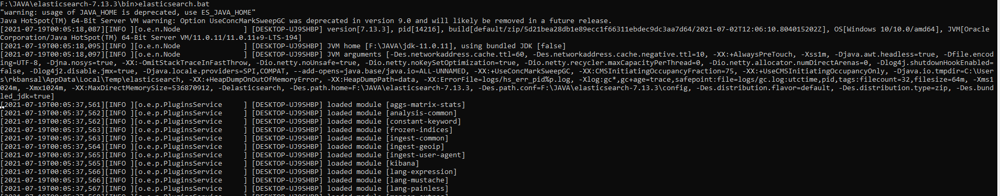 F:\JAVA\elasticsearch-7.13.3\bin>elasticsearch.bat
"warning: usage of JAVA_HOME is deprecated, use ES_JAVA_HOME"
Java HotSpot(TM) 64-Bit Server VM warning: Option UseConcMarkSweepGC was deprecated in version 9.0 and will likely be removed in a future release.
[2021-07-19T00:05:18,087][INFO ][o.e.n.Node               ] [DESKTOP-UJ9SHBP] version[7.13.3], pid[14216], build[default/zip/5d21bea28db1e89ecc1f66311ebdec9dc3aa7d64/2021-07-02T12:06:10.804015202Z], OS[Windows 10/10.0/amd64], JVM[Oracle
Corporation/Java HotSpot(TM) 64-Bit Server VM/11.0.11/11.0.11+9-LTS-194]
[2021-07-19T00:05:18,095][INFO ][o.e.n.Node               ] [DESKTOP-UJ9SHBP] JVM home [F:\JAVA\jdk-11.0.11], using bundled JDK [false]
[2021-07-19T00:05:18,097][INFO ][o.e.n.Node               ] [DESKTOP-UJ9SHBP] JVM arguments [-Des.networkaddress.cache.ttl=60, -Des.networkaddress.cache.negative.ttl=10, -XX:+AlwaysPreTouch, -Xss1m, -Djava.awt.headless=true, -Dfile.encod
ing=UTF-8, -Djna.nosys=true, -XX:-OmitStackTraceInFastThrow, -Dio.netty.noUnsafe=true, -Dio.netty.noKeySetOptimization=true, -Dio.netty.recycler.maxCapacityPerThread=0, -Dio.netty.allocator.numDirectArenas=0, -Dlog4j.shutdownHookEnabled=
false, -Dlog4j2.disable.jmx=true, -Djava.locale.providers=SPI,COMPAT, --add-opens=java.base/java.io=ALL-UNNAMED, -XX:+UseConcMarkSweepGC, -XX:CMSInitiatingOccupancyFraction=75, -XX:+UseCMSInitiatingOccupancyOnly, -Djava.io.tmpdir=C:\User
s\rkbansal\AppData\Local\Temp\elasticsearch, -XX:+HeapDumpOnOutOfMemoryError, -XX:HeapDumpPath=data, -XX:ErrorFile=logs/hs_err_pid%p.log, -Xlog:gc*,gc+age=trace,safepoint:file=logs/gc.log:utctime,pid,tags:filecount=32,filesize=64m, -Xms1
024m, -Xmx1024m, -XX:MaxDirectMemorySize=536870912, -Delasticsearch, -Des.path.home=F:\JAVA\elasticsearch-7.13.3, -Des.path.conf=F:\JAVA\elasticsearch-7.13.3\config, -Des.distribution.flavor=default, -Des.distribution.type=zip, -Des.bund
led_jdk=true]
[2021-07-19T00:05:37,561][INFO ][o.e.p.PluginsService     ] [DESKTOP-UJ9SHBP] loaded module [aggs-matrix-stats]
[2021-07-19T00:05:37,562][INFO ][o.e.p.PluginsService     ] [DESKTOP-UJ9SHBP] loaded module [analysis-common]
[2021-07-19T00:05:37,562][INFO ][o.e.p.PluginsService     ] [DESKTOP-UJ9SHBP] loaded module [constant-keyword]
[2021-07-19T00:05:37,563][INFO ][o.e.p.PluginsService     ] [DESKTOP-UJ9SHBP] loaded module [frozen-indices]
[2021-07-19T00:05:37,563][INFO ][o.e.p.PluginsService     ] [DESKTOP-UJ9SHBP] loaded module [ingest-common]
[2021-07-19T00:05:37,564][INFO ][o.e.p.PluginsService     ] [DESKTOP-UJ9SHBP] loaded module [ingest-geoip]
[2021-07-19T00:05:37,565][INFO ][o.e.p.PluginsService     ] [DESKTOP-UJ9SHBP] loaded module [ingest-user-agent]
[2021-07-19T00:05:37,565][INFO ][o.e.p.PluginsService     ] [DESKTOP-UJ9SHBP] loaded module [kibana]
[2021-07-19T00:05:37,566][INFO ][o.e.p.PluginsService     ] [DESKTOP-UJ9SHBP] loaded module [lang-expression]
[2021-07-19T00:05:37,566][INFO ][o.e.p.PluginsService     ] [DESKTOP-UJ9SHBP] loaded module [lang-mustache]
[2021-07-19T00:05:37,567][INFO ][o.e.p.PluginsService     ] [DESKTOP-UJ9SHBP] loaded module [lang-painless]